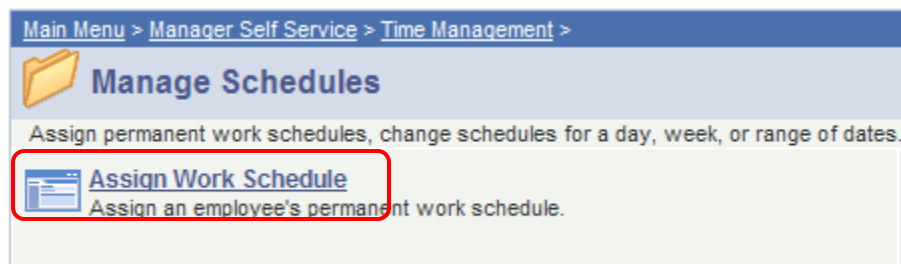 Main Menu > Manager Self Service > Time Management >
Manage Schedules
Assign permanent work schedules, change schedules for a day, week, or range of dates.
Assign Work Schedule
Assign an employee's permanent work schedule.